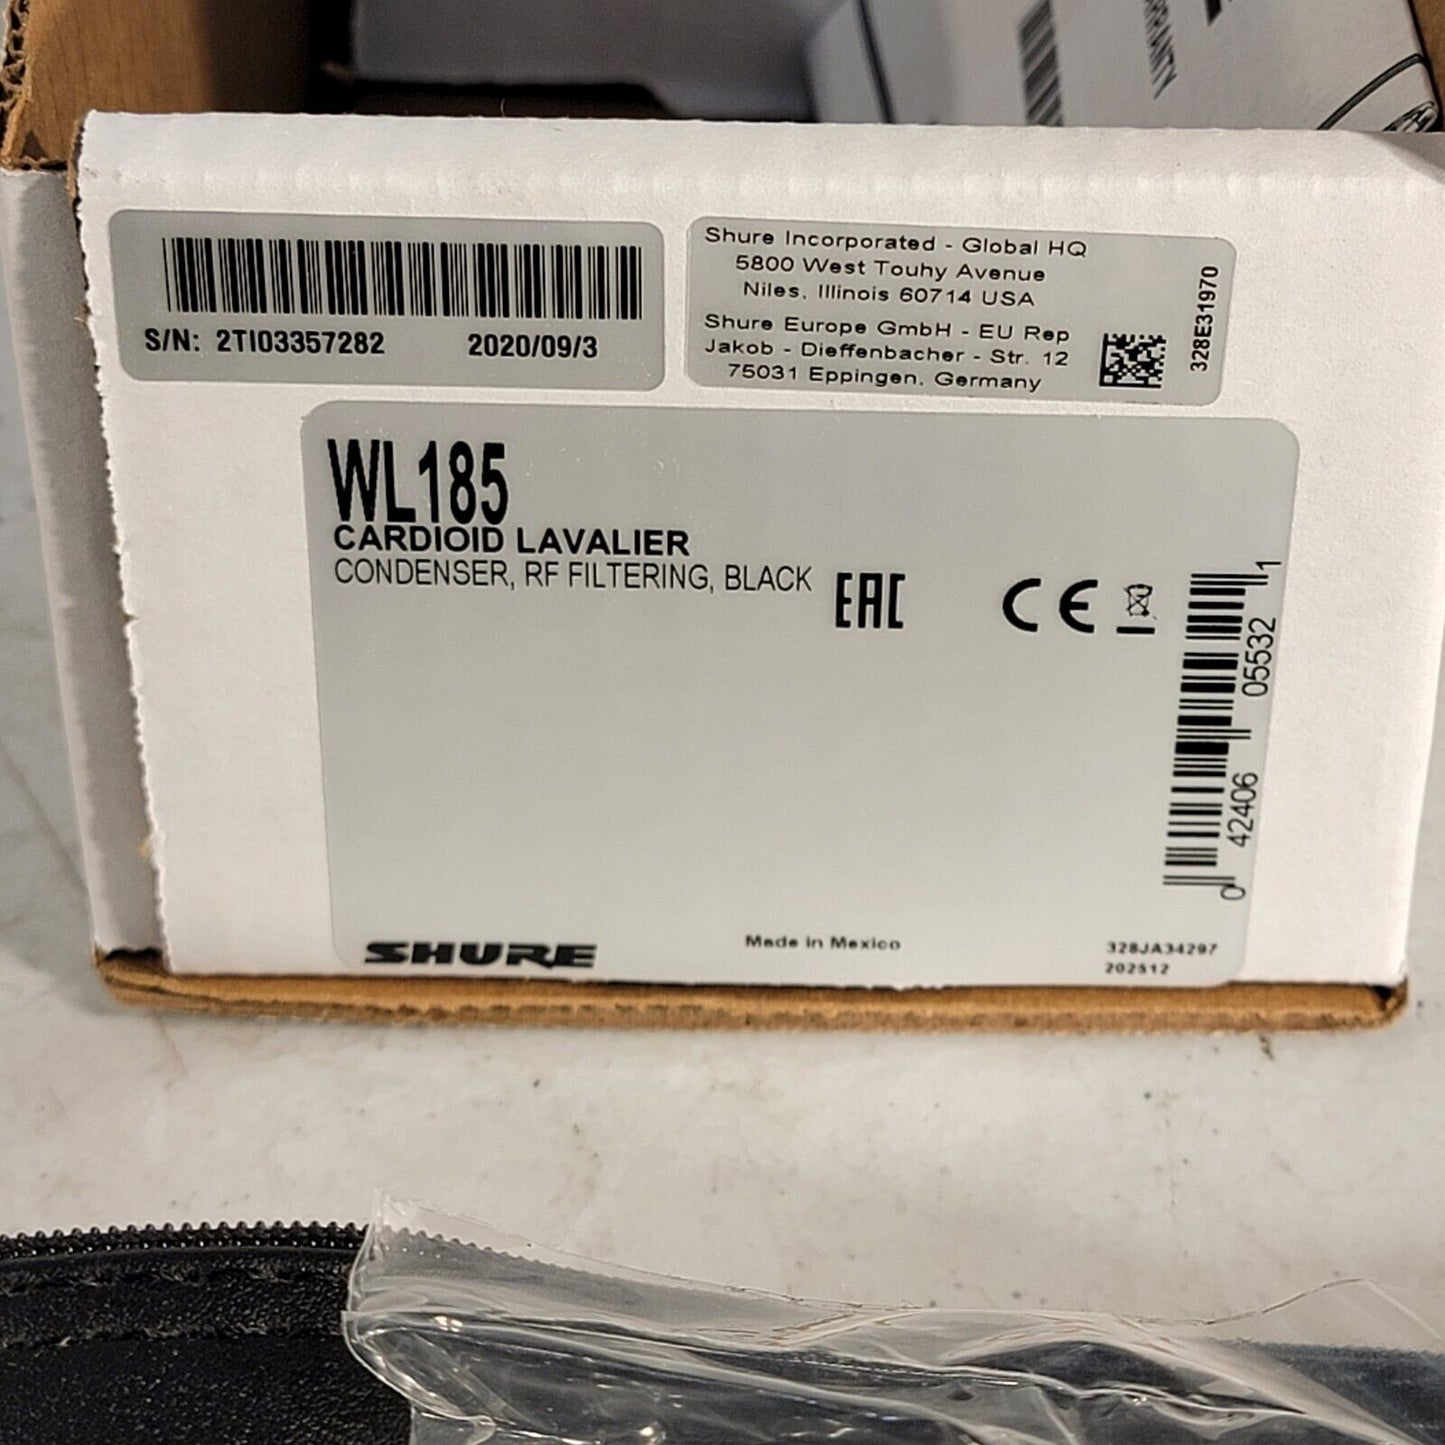 RRANTY
S/N: 2TI03357282 2020/09/3
Shure Incorporated - Global HQ
5800 West Touhy Avenue
Niles, Illinois 60714 USA
Shure Europe GmbH - EU Rep
Jakob - Dieffenbacher - Str. 12
75031 Eppingen, Germany
328E31970
WL185
CARDIOID LAVALIER
CONDENSER, RF FILTERING, BLACK
EAC CE
0 42406 05532 1
SHURE
Made in Mexico
328JA34297
202512